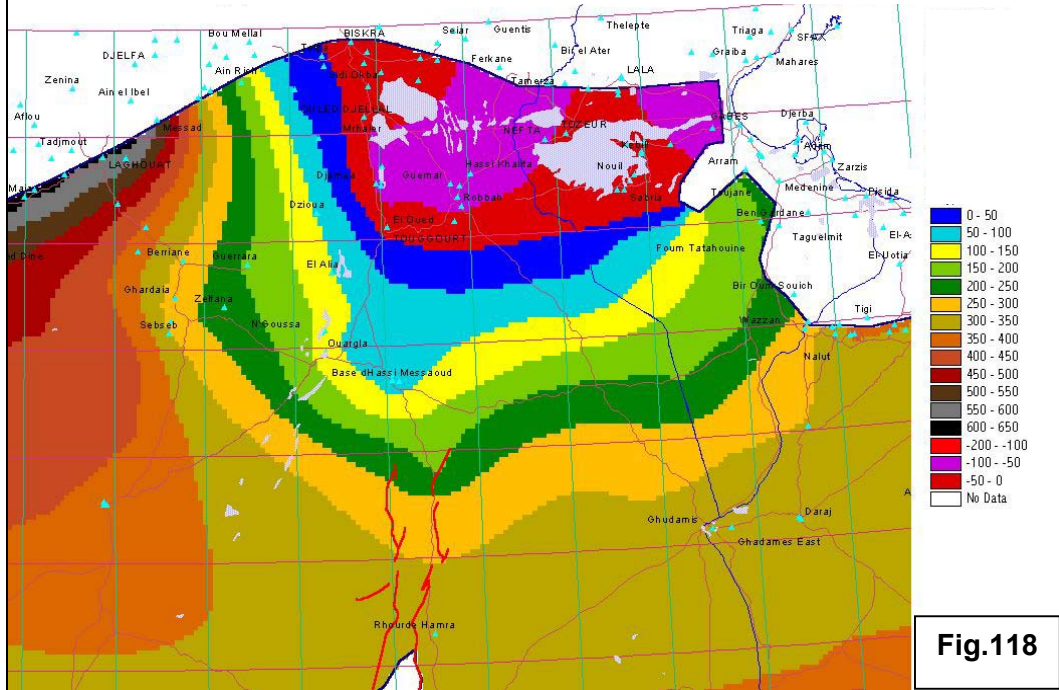 Bou Mellal
BISKRA
Seiar
Guentis
Thelepte
Triaga
SFAX
DJELFA
Bir el Ater
Graiba
Mahares
Zenina
Ain Rich
Sidi Okba
Ferkane
Tamerza
LALA
Ain el Ibel
Aflou
Messad
Mrhaier
NEFTA
TOZEUR
GABES
Djerba
Tadjmout
LAGHOUAT
Djamaa
Guemar
Hassi Khalifa
Nouil
Kebili
Arram
Zarzis
Dzioua
Robbah
Sabria
Toujane
Medenine
Pisida
El Oued
Ben Gardane
TOUGGOURT
Taguelmit
Berriane
Guerrara
El Alia
Foum Tatahouine
El-Uotia
Ghardaia
Zelfana
Bir Oum Souich
Sebseb
N'Goussa
Wazzan
Tigi
Ouargla
Nalut
Base dHassi Messaoud
Ghudamis
Daraj
Ghadames East
Rhourde Hamra
0 - 50
50 - 100
100 - 150
150 - 200
200 - 250
250 - 300
300 - 350
350 - 400
400 - 450
450 - 500
500 - 550
550 - 600
600 - 650
-200 - -100
-100 - -50
-50 - 0
No Data
Fig.118